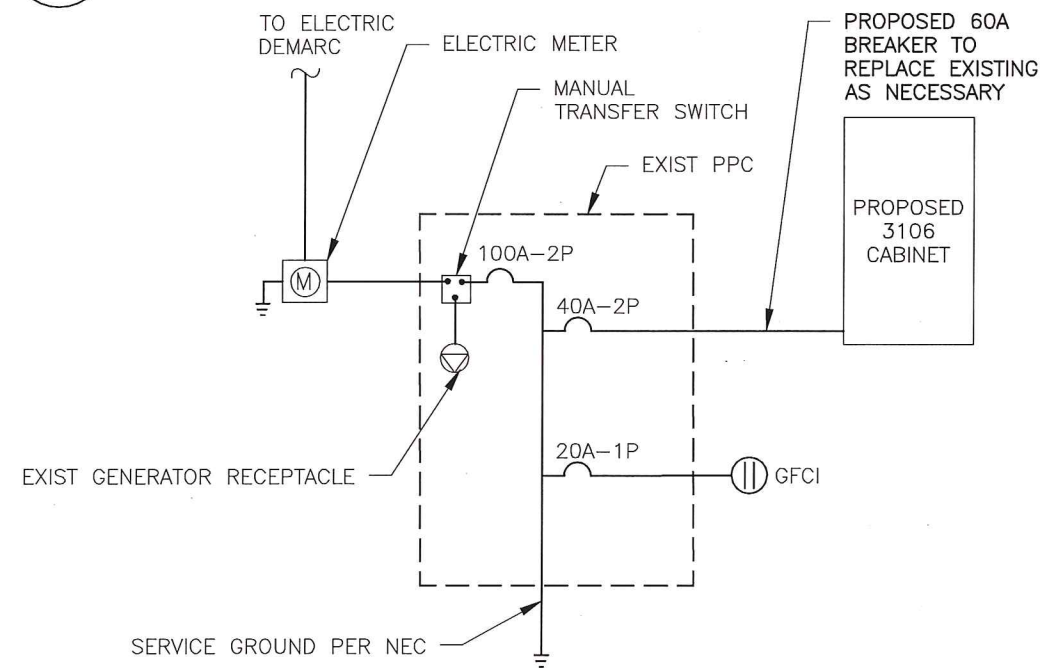 TO ELECTRIC
DEMARC
ELECTRIC METER
MANUAL
TRANSFER SWITCH
EXIST PPC
PROPOSED 60A
BREAKER TO
REPLACE EXISTING
AS NECESSARY
PROPOSED
3106
CABINET
100A-2P
M
40A-2P
20A-1P
GFCI
EXIST GENERATOR RECEPTACLE
SERVICE GROUND PER NEC